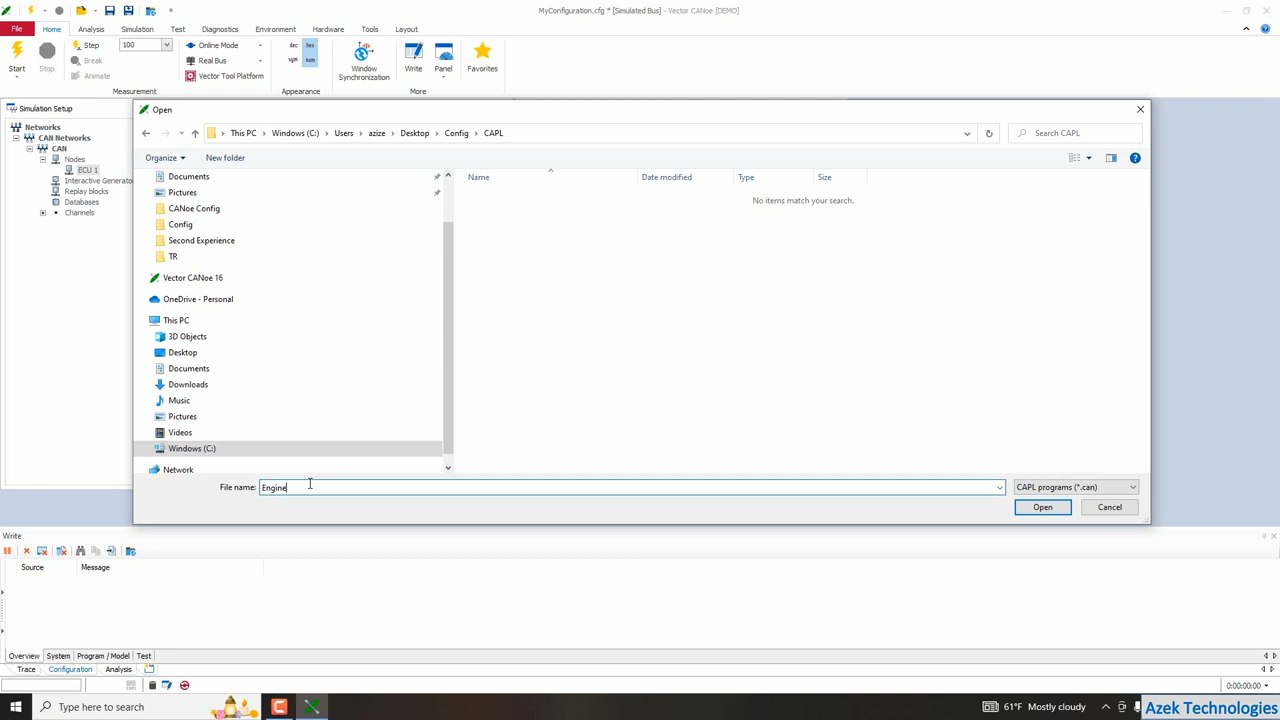 MyConfiguration.cfg * [Simulated Bus] - Vector CANoe [DEMO]
File Home Analysis Simulation Test Diagnostics Environment Hardware Tools Layout
Start
Stop
Step
100
Break
Animate
Measurement
Online Mode
Real Bus
Vector Tool Platform
dec hex
sym num
Appearance
Window Synchronization
Write
Panel
Favorites
More
Simulation Setup
Networks
CAN Networks
CAN
Nodes
ECU 1
Interactive Generato
Replay blocks
Databases
Channels
Open
This PC > Windows (C:) > Users > azize > Desktop > Config > CAPL
Search CAPL
Organize
New folder
Documents
Pictures
CANoe Config
Config
Second Experience
TR
Vector CANoe 16
OneDrive - Personal
This PC
3D Objects
Desktop
Documents
Downloads
Music
Pictures
Videos
Windows (C:)
Network
Name Date modified Type Size
No items match your search.
File name: Engine
CAPL programs (*.can)
Open
Cancel
Write
Source Message
Overview System Program / Model Test
Trace Configuration Analysis
0:00:00:00
Type here to search
61°F Mostly cloudy
Azek Technologies